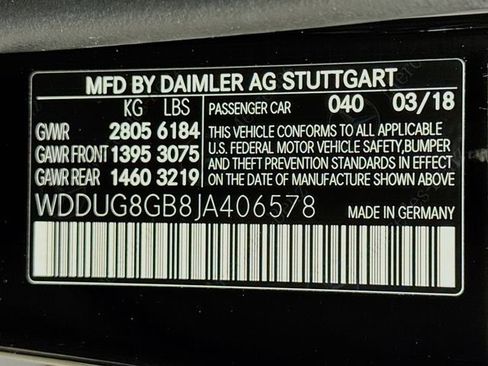 MFD BY DAIMLER AG STUTTGART
KG LBS
GVWR 2805 6184
GAWR FRONT 1395 3075
GAWR REAR 1460 3219
PASSENGER CAR 040 03/18
THIS VEHICLE CONFORMS TO ALL APPLICABLE
U.S. FEDERAL MOTOR VEHICLE SAFETY,BUMPER
AND THEFT PREVENTION STANDARDS IN EFFECT
ON THE DATE OF MANUFACTURE SHOWN ABOVE.
WDDUG8GB8JA406578
MADE IN GERMANY